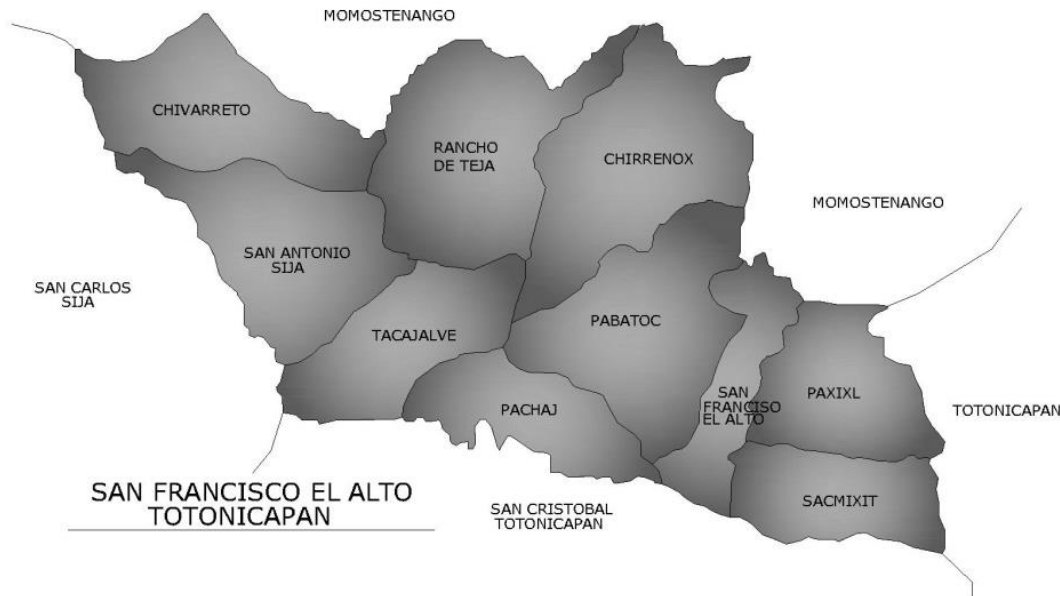 MOMOSTENANGO
CHIVARRETO
RANCHO
DE TEJA
CHIRRENOX
MOMOSTENANGO
SAN ANTONIO
SIJA
SAN CARLOS
SIJA
TACAJALVE
PABATOC
SAN
FRANCISO
EL ALTO
PAXIXL
PACHAJ
TOTONICAPAN
SAN FRANCISCO EL ALTO
TOTONICAPAN
SAN CRISTOBAL
TOTONICAPAN
SACMIXIT